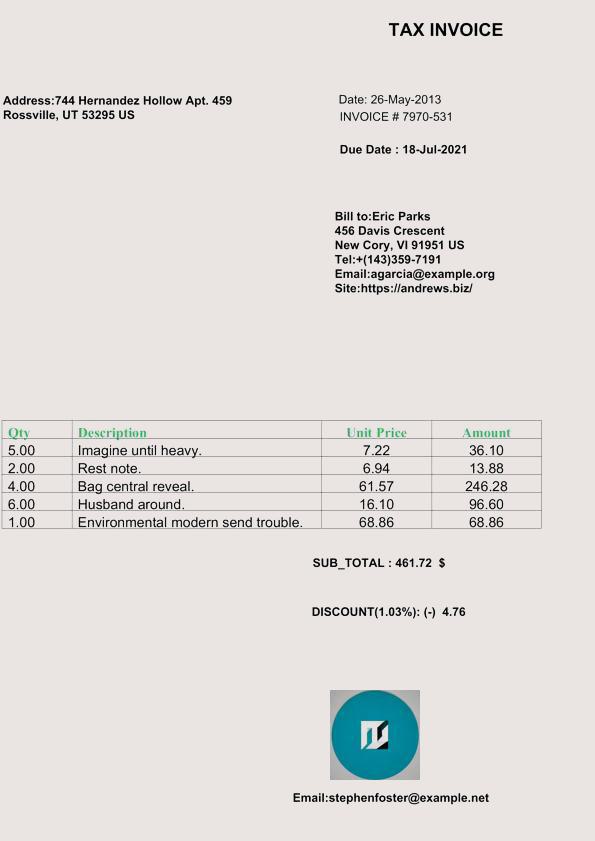 TAX INVOICE
Address:744 Hernandez Hollow Apt. 459
Rossville, UT 53295 US
Date: 26-May-2013
INVOICE # 7970-531
Due Date : 18-Jul-2021
Bill to:Eric Parks
456 Davis Crescent
New Cory, VI 91951 US
Tel:+(143)359-7191
Email:agarcia@example.org
Site:https://andrews.biz/
Qty Description Unit Price Amount
5.00 Imagine until heavy. 7.22 36.10
2.00 Rest note. 6.94 13.88
4.00 Bag central reveal. 61.57 246.28
6.00 Husband around. 16.10 96.60
1.00 Environmental modern send trouble. 68.86 68.86
SUB_TOTAL : 461.72 $
DISCOUNT(1.03%): (-) 4.76
Email:stephenfoster@example.net